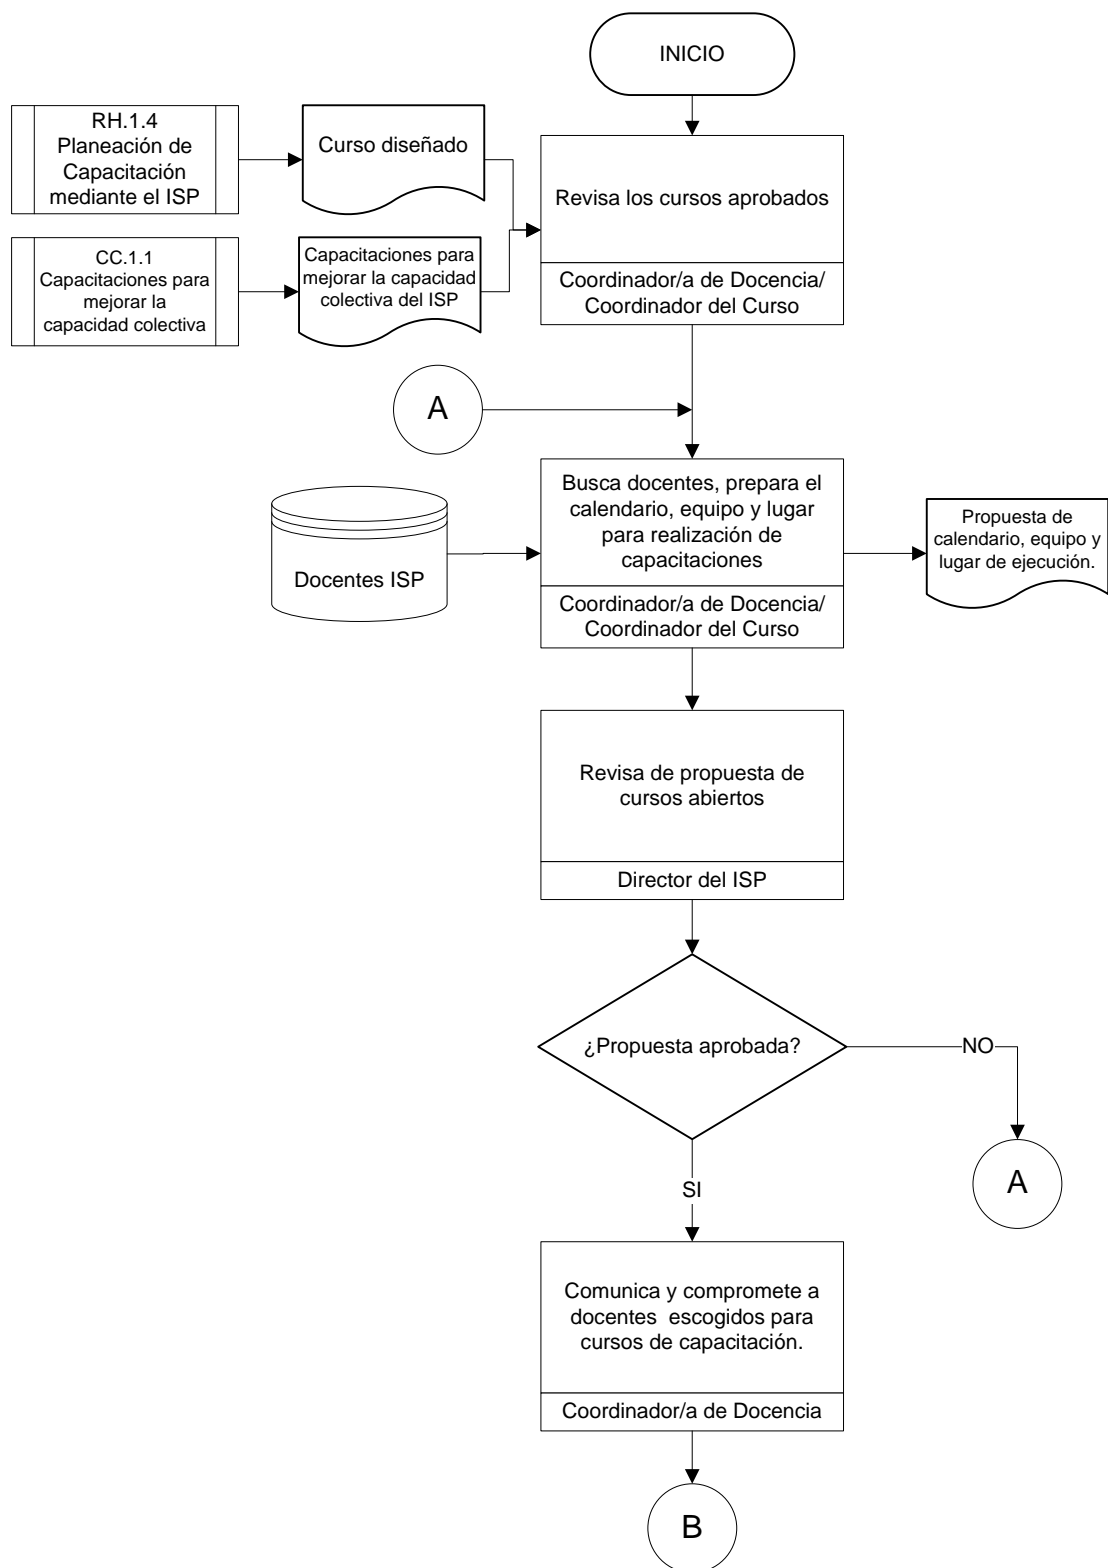 INICIO
RH.1.4
Planeación de
Capacitación
mediante el ISP
Curso diseñado
Revisa los cursos aprobados
Coordinador/a de Docencia/
Coordinador del Curso
CC.1.1
Capacitaciones para
mejorar la
capacidad colectiva
Capacitaciones para
mejorar la capacidad
colectiva del ISP
A
Busca docentes, prepara el
calendario, equipo y lugar
para realización de
capacitaciones
Coordinador/a de Docencia/
Coordinador del Curso
Docentes ISP
Propuesta de
calendario, equipo y
lugar de ejecución.
Revisa de propuesta de
cursos abiertos
Director del ISP
¿Propuesta aprobada?
NO
A
SI
Comunica y compromete a
docentes escogidos para
cursos de capacitación.
Coordinador/a de Docencia
B